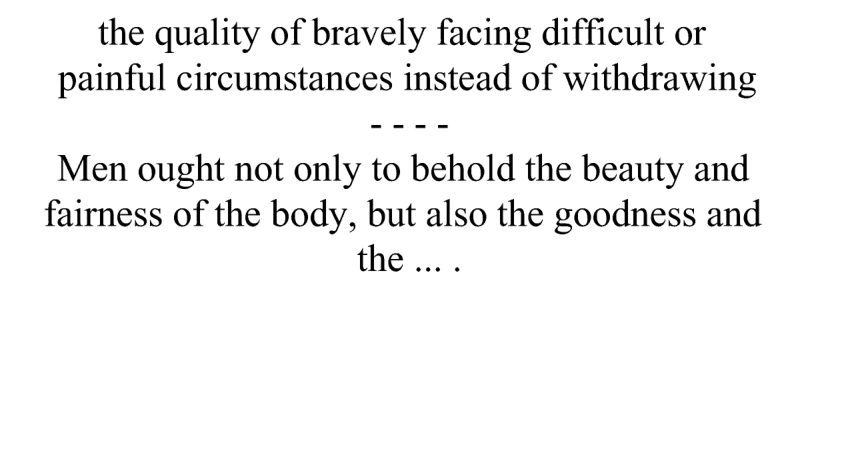 the quality of bravely facing difficult or
painful circumstances instead of withdrawing
- - - -
Men ought not only to behold the beauty and
fairness of the body, but also the goodness and
the ... .